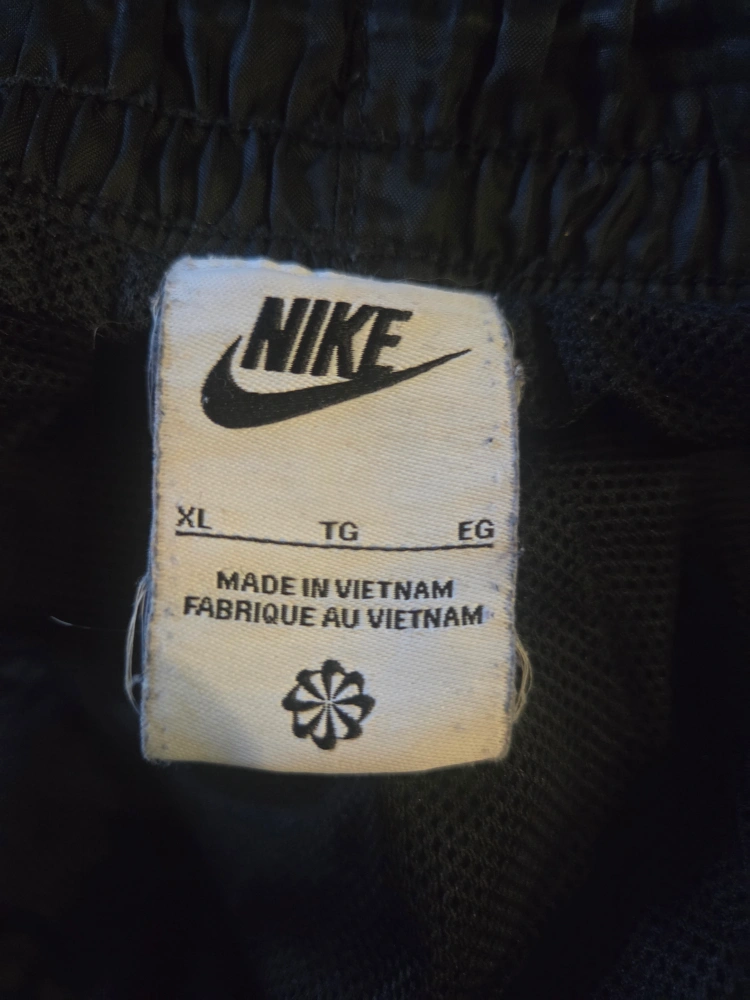 NIKE
XL TG EG
MADE IN VIETNAM
FABRIQUE AU VIETNAM